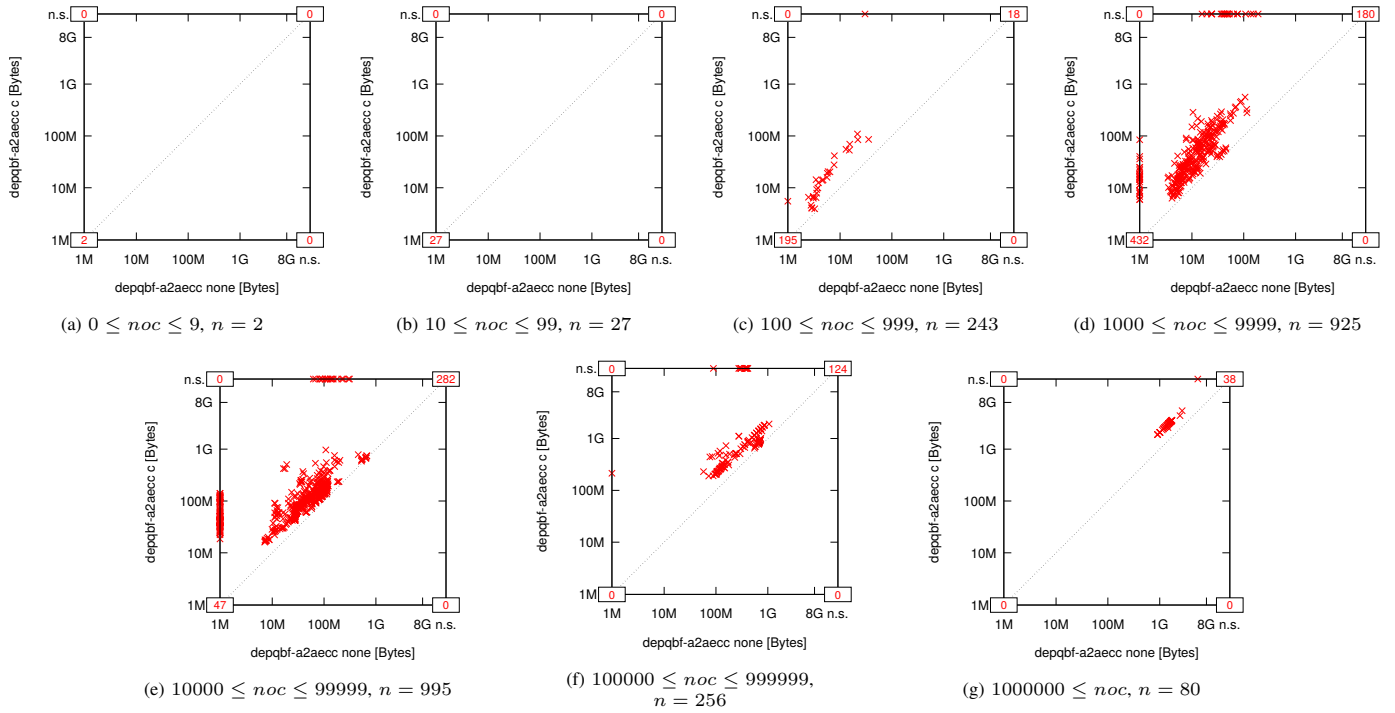 n.s.
8G
1G
100M
10M
1M
0
0
2
0
1M
10M
100M
1G
8G n.s.
depqbf-a2aecc c [Bytes]
depqbf-a2aecc none [Bytes]
(a) 0 ≤ noc ≤ 9, n = 2
n.s.
8G
1G
100M
10M
1M
0
0
27
0
1M
10M
100M
1G
8G n.s.
depqbf-a2aecc c [Bytes]
depqbf-a2aecc none [Bytes]
(b) 10 ≤ noc ≤ 99, n = 27
n.s.
8G
1G
100M
10M
1M
0
18
195
0
1M
10M
100M
1G
8G n.s.
depqbf-a2aecc c [Bytes]
depqbf-a2aecc none [Bytes]
(c) 100 ≤ noc ≤ 999, n = 243
n.s.
8G
1G
100M
10M
1M
0
180
432
0
1M
10M
100M
1G
8G n.s.
depqbf-a2aecc c [Bytes]
depqbf-a2aecc none [Bytes]
(d) 1000 ≤ noc ≤ 9999, n = 925
n.s.
8G
1G
100M
10M
1M
0
282
47
0
1M
10M
100M
1G
8G n.s.
depqbf-a2aecc c [Bytes]
depqbf-a2aecc none [Bytes]
(e) 10000 ≤ noc ≤ 99999, n = 995
n.s.
8G
1G
100M
10M
1M
0
124
0
0
1M
10M
100M
1G
8G n.s.
depqbf-a2aecc c [Bytes]
depqbf-a2aecc none [Bytes]
(f) 100000 ≤ noc ≤ 999999,
n = 256
n.s.
8G
1G
100M
10M
1M
0
38
0
0
1M
10M
100M
1G
8G n.s.
depqbf-a2aecc c [Bytes]
depqbf-a2aecc none [Bytes]
(g) 1000000 ≤ noc, n = 80